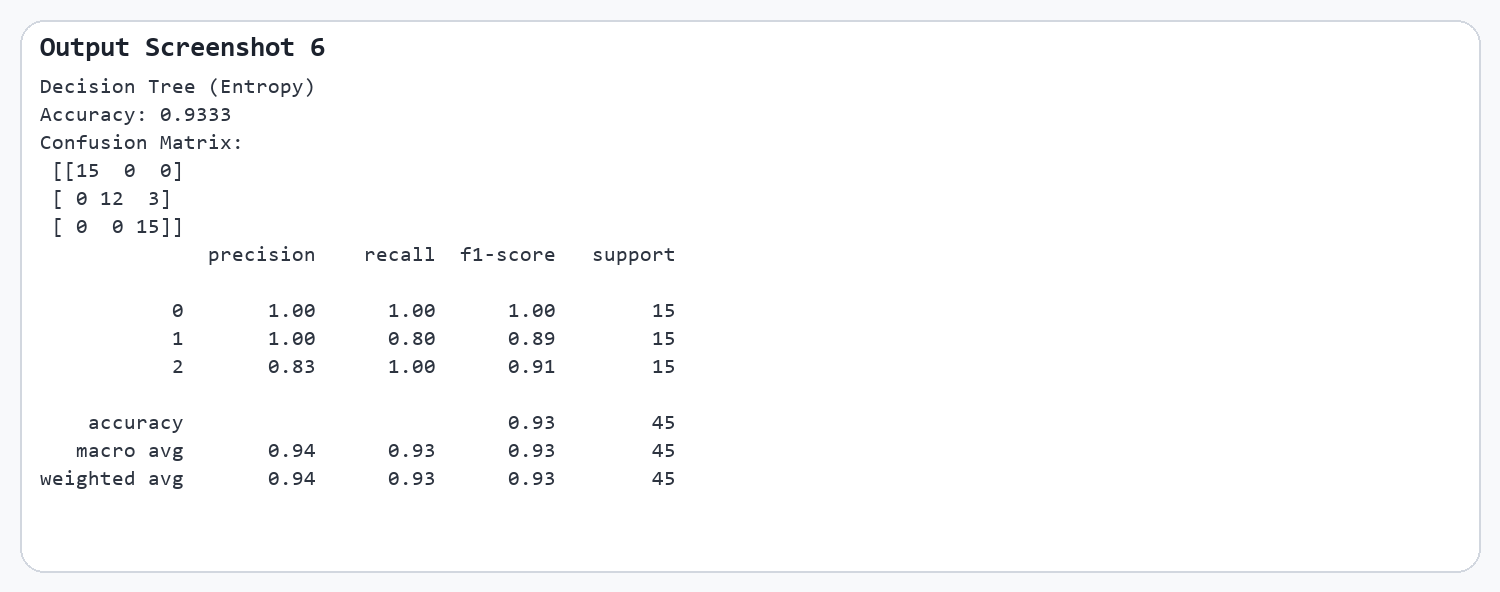 Output Screenshot 6
Decision Tree (Entropy)
Accuracy: 0.9333
Confusion Matrix:
 [[15  0  0]
 [ 0 12  3]
 [ 0  0 15]]
              precision    recall  f1-score   support

           0       1.00      1.00      1.00        15
           1       1.00      0.80      0.89        15
           2       0.83      1.00      0.91        15

    accuracy                           0.93        45
   macro avg       0.94      0.93      0.93        45
weighted avg       0.94      0.93      0.93        45